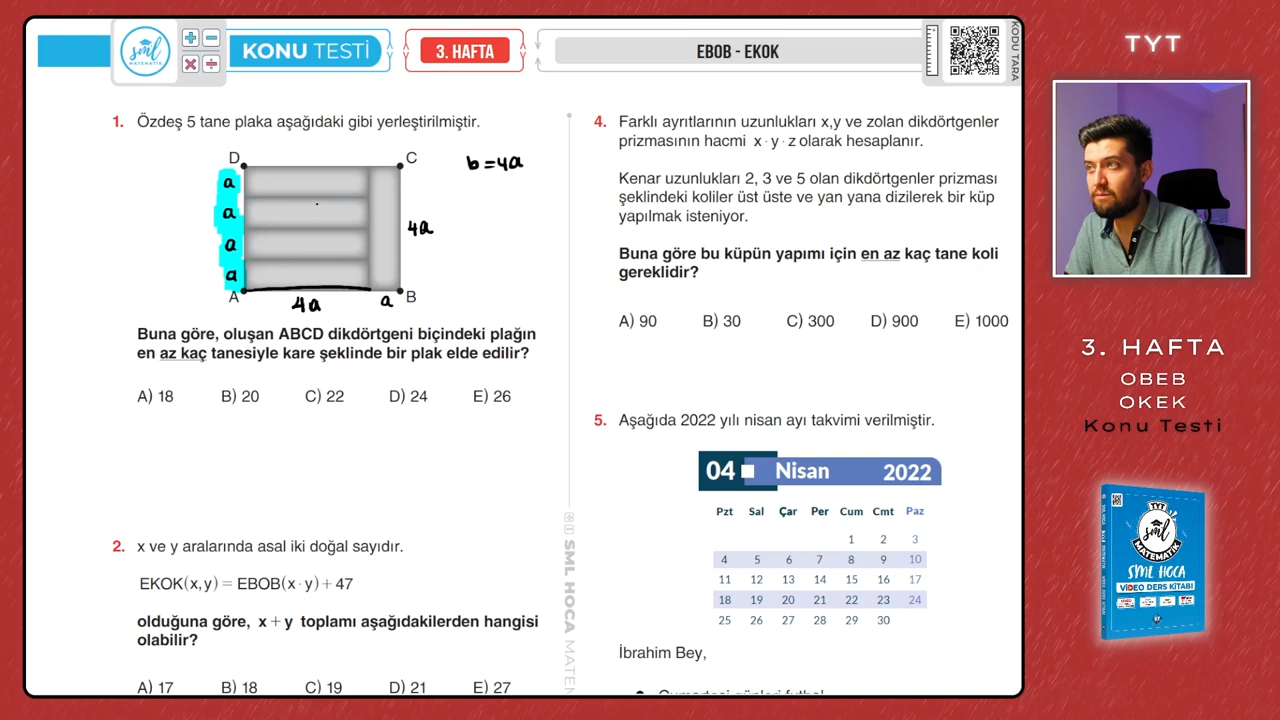 sml
MATEMATİK
KONU TESTİ
3. HAFTA
EBOB - EKOK
KODU TARA
1. Özdeş 5 tane plaka aşağıdaki gibi yerleştirilmiştir.
D
C
b=4a
a
a
a
a
4a
A
B
4a
a
Buna göre, oluşan ABCD dikdörtgeni biçindeki plağın
en az kaç tanesiyle kare şeklinde bir plak elde edilir?
A) 18 B) 20 C) 22 D) 24 E) 26
2. x ve y aralarında asal iki doğal sayıdır.
EKOK(x,y) = EBOB(x · y) + 47
olduğuna göre, x + y toplamı aşağıdakilerden hangisi
olabilir?
A) 17 B) 18 C) 19 D) 21 E) 27
SML HOCA MATEM
4. Farklı ayrıtlarının uzunlukları x,y ve zolan dikdörtgenler
prizmasının hacmi x · y · z olarak hesaplanır.
Kenar uzunlukları 2, 3 ve 5 olan dikdörtgenler prizması
şeklindeki koliler üst üste ve yan yana dizilerek bir küp
yapılmak isteniyor.
Buna göre bu küpün yapımı için en az kaç tane koli
gereklidir?
A) 90 B) 30 C) 300 D) 900 E) 1000
5. Aşağıda 2022 yılı nisan ayı takvimi verilmiştir.
04 Nisan 2022
Pzt Sal Çar Per Cum Cmt Paz
1 2 3
4 5 6 7 8 9 10
11 12 13 14 15 16 17
18 19 20 21 22 23 24
25 26 27 28 29 30
İbrahim Bey,
TYT
3. HAFTA
OBEB
OKEK
Konu Testi
TYT
sml
MATEMATİK
SML HOCA
VİDEO DERS KİTABI